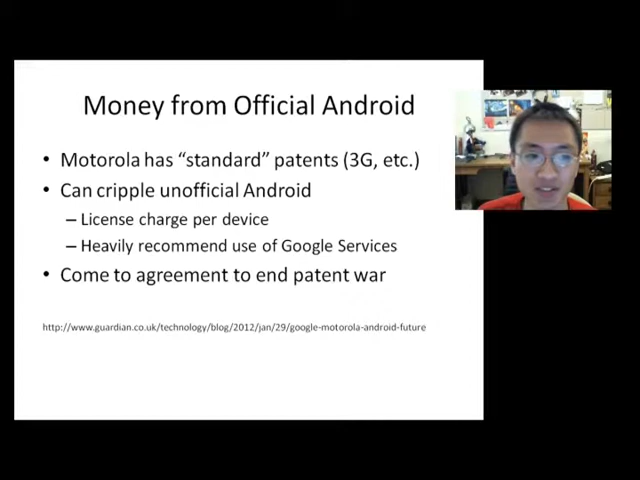 Money from Official Android
• Motorola has “standard” patents (3G, etc.)
• Can cripple unofficial Android
– License charge per device
– Heavily recommend use of Google Services
• Come to agreement to end patent war
http://www.guardian.co.uk/technology/blog/2012/jan/29/google-motorola-android-future